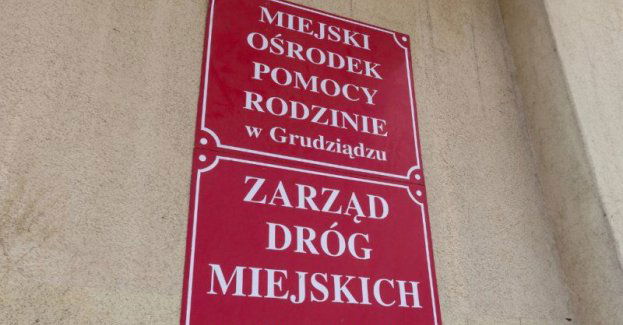 MIEJSKI
OŚRODEK
POMOCY
RODZINIE
w Grudziądzu
ZARZĄD
DRÓG
MIEJSKICH